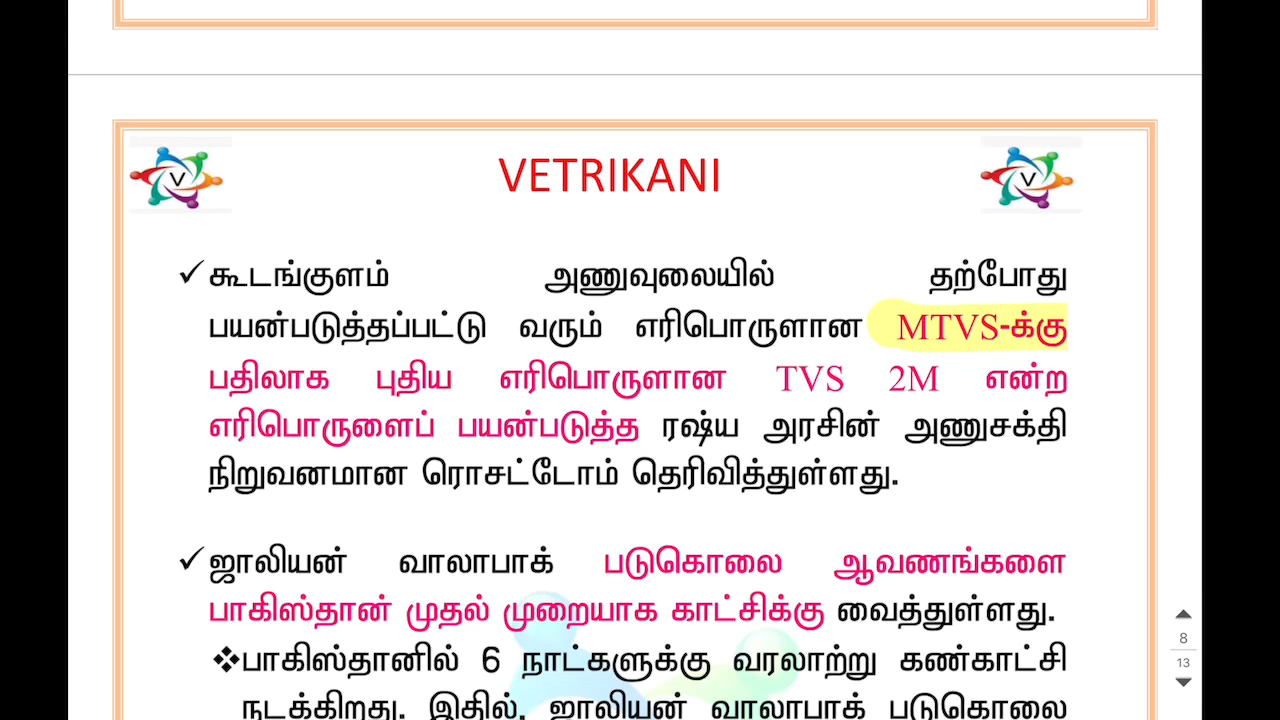 VETRIKANI
V
V
✓கூடங்குளம் அணுவுலையில் தற்போது
பயன்படுத்தப்பட்டு வரும் எரிபொருளான MTVS-க்கு
பதிலாக புதிய எரிபொருளான TVS 2M என்ற
எரிபொருளைப் பயன்படுத்த ரஷ்ய அரசின் அணுசக்தி
நிறுவனமான ரொசட்டோம் தெரிவித்துள்ளது.
✓ஜாலியன் வாலாபாக் படுகொலை ஆவணங்களை
பாகிஸ்தான் முதல் முறையாக காட்சிக்கு வைத்துள்ளது.
❖பாகிஸ்தானில் 6 நாட்களுக்கு வரலாற்று கண்காட்சி
நடக்கிறது. இதில், ஜாலியன் வாலாபாக் படுகொலை
8
13